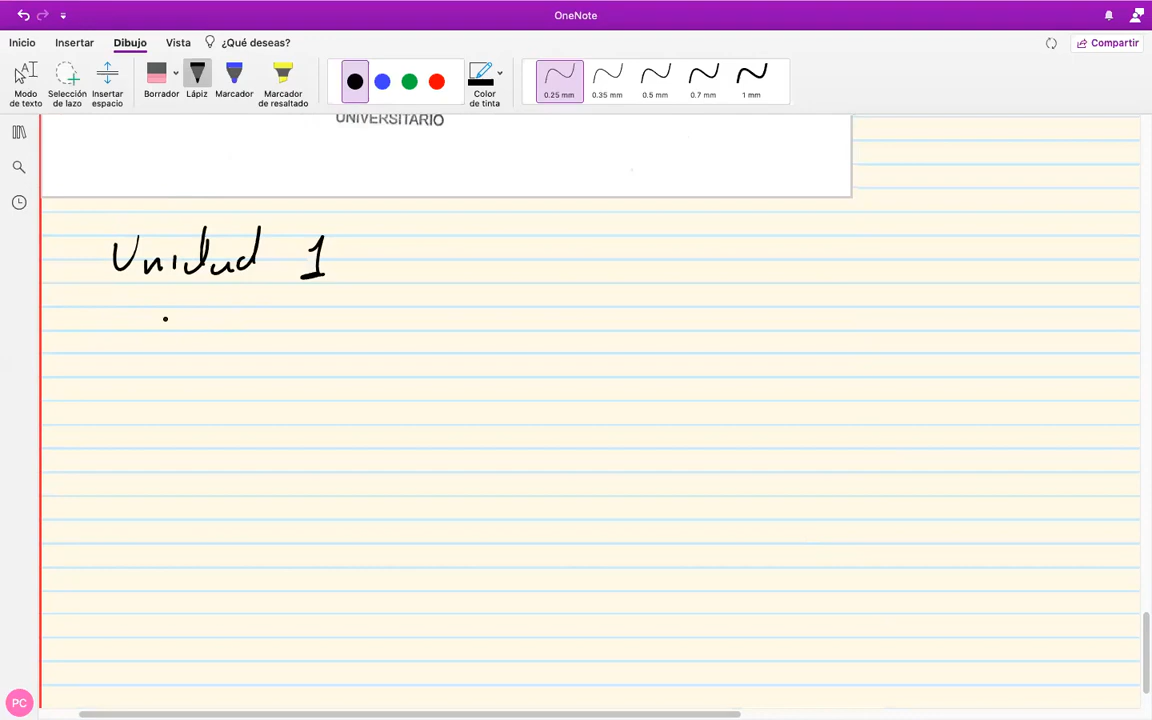 OneNote
Inicio Insertar Dibujo Vista ¿Qué deseas? Compartir
Modo de texto Selección de lazo Insertar espacio Borrador Lápiz Marcador Marcador de resaltado Color de tinta 0.25 mm 0.35 mm 0.5 mm 0.7 mm 1 mm
UNIVERSITARIO
Unidad 1
PC